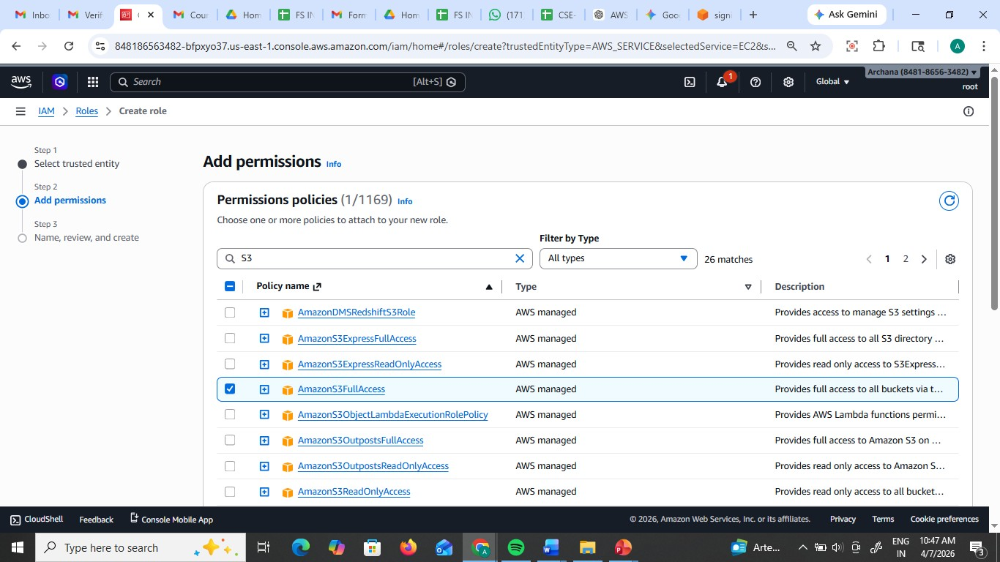 Inbo
Verif
Cour
Hom
FS IN
Form
Hom
FS IN
(171
CSE-
AWS
Goo
signi
Ask Gemini
848186563482-bfpxyo37.us-east-1.console.aws.amazon.com/iam/home#/roles/create?trustedEntityType=AWS_SERVICE&selectedService=EC2&s...
A
aws
Search
[Alt+S]
1
Global
Archana (8481-8656-3482)
root
IAM
Roles
Create role
Step 1
Select trusted entity
Step 2
Add permissions
Step 3
Name, review, and create
Add permissions Info
Permissions policies (1/1169) Info
Choose one or more policies to attach to your new role.
Filter by Type
S3
All types
26 matches
1 2
Policy name Type Description
AmazonDMSRedshiftS3Role AWS managed Provides access to manage S3 settings ...
AmazonS3ExpressFullAccess AWS managed Provides full access to all S3 directory ...
AmazonS3ExpressReadOnlyAccess AWS managed Provides read only access to S3Express...
AmazonS3FullAccess AWS managed Provides full access to all buckets via t...
AmazonS3ObjectLambdaExecutionRolePolicy AWS managed Provides AWS Lambda functions permi...
AmazonS3OutpostsFullAccess AWS managed Provides full access to Amazon S3 on ...
AmazonS3OutpostsReadOnlyAccess AWS managed Provides read only access to Amazon S...
AmazonS3ReadOnlyAccess AWS managed Provides read only access to all bucket...
CloudShell Feedback Console Mobile App © 2026, Amazon Web Services, Inc. or its affiliates. Privacy Terms Cookie preferences
Type here to search
Arte...
ENG
IN
10:47 AM
4/7/2026
3